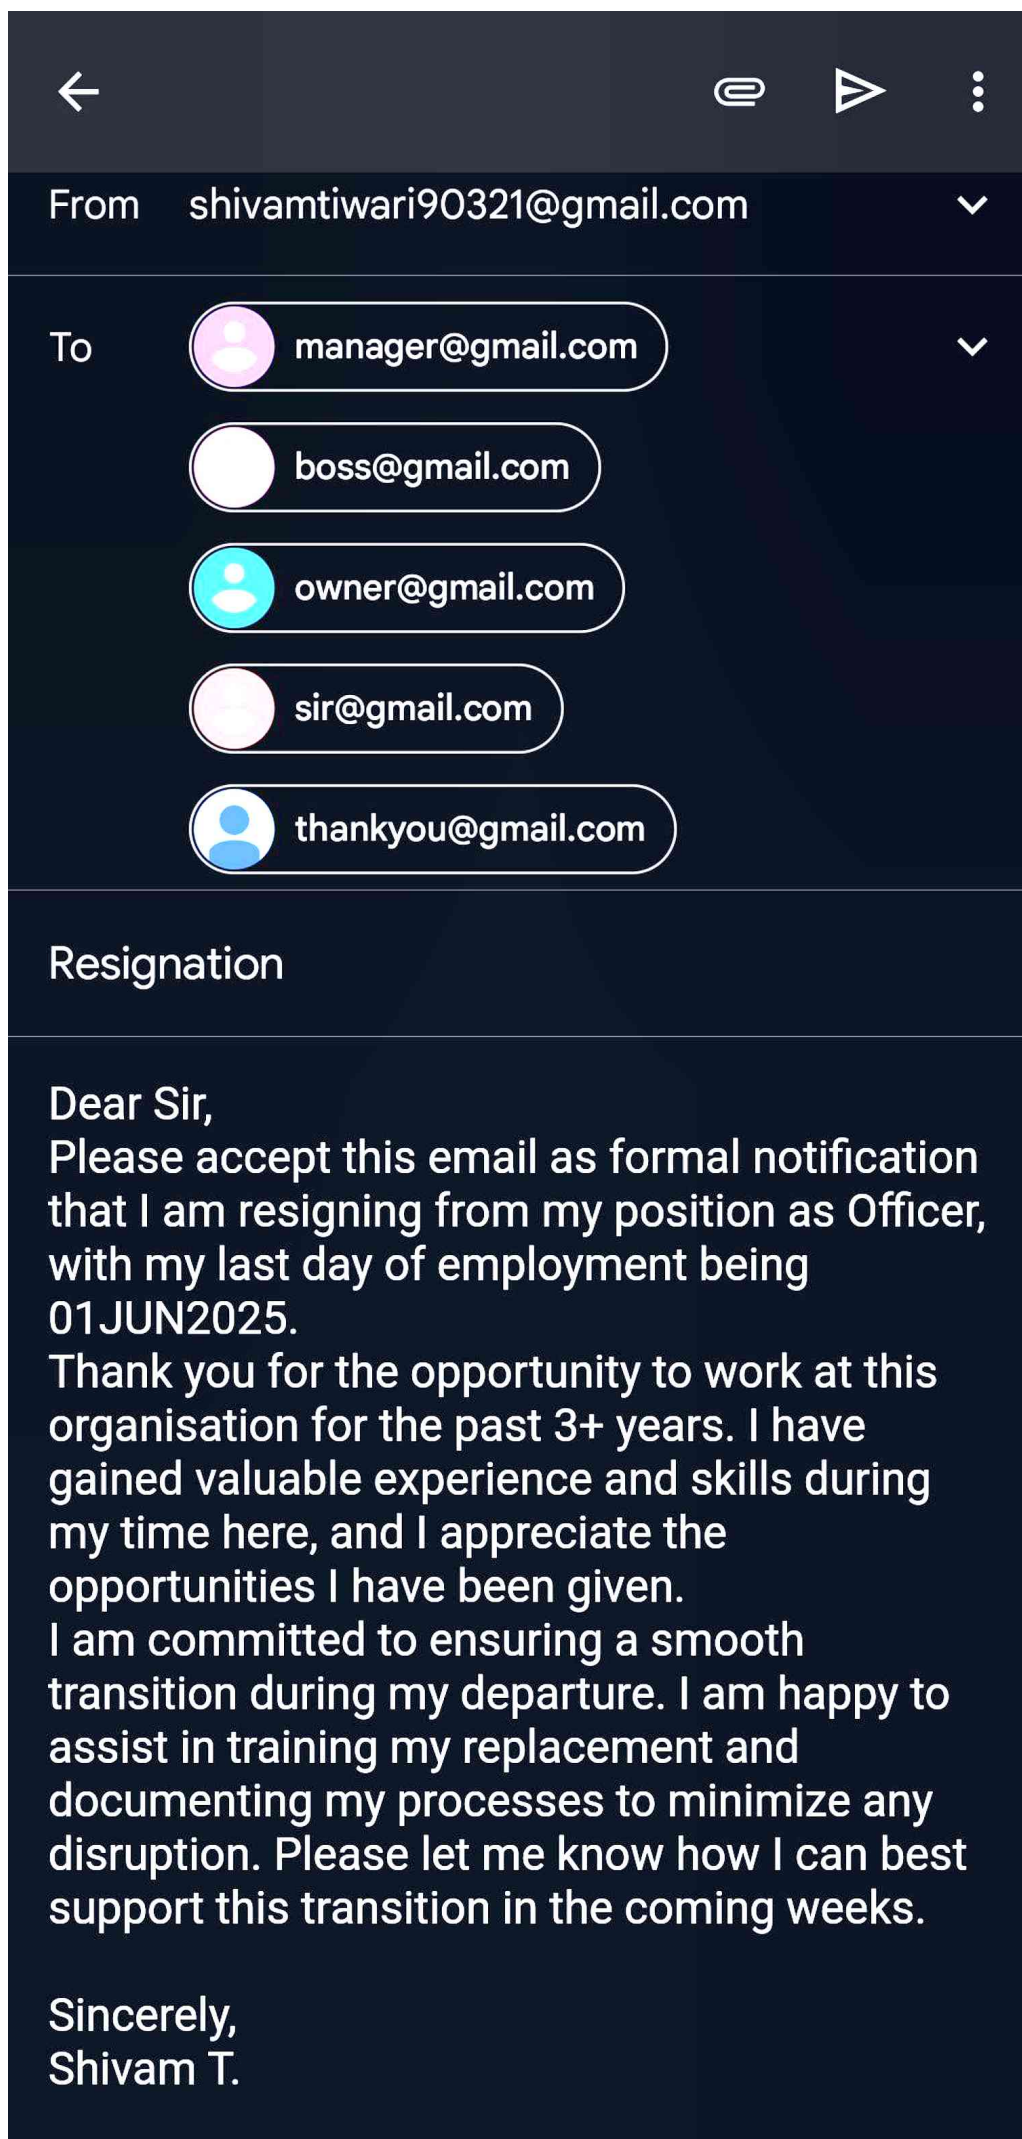 From shivamtiwari90321@gmail.com
To manager@gmail.com
boss@gmail.com
owner@gmail.com
sir@gmail.com
thankyou@gmail.com
Resignation
Dear Sir,
Please accept this email as formal notification
that I am resigning from my position as Officer,
with my last day of employment being
01JUN2025.
Thank you for the opportunity to work at this
organisation for the past 3+ years. I have
gained valuable experience and skills during
my time here, and I appreciate the
opportunities I have been given.
I am committed to ensuring a smooth
transition during my departure. I am happy to
assist in training my replacement and
documenting my processes to minimize any
disruption. Please let me know how I can best
support this transition in the coming weeks.
Sincerely,
Shivam T.